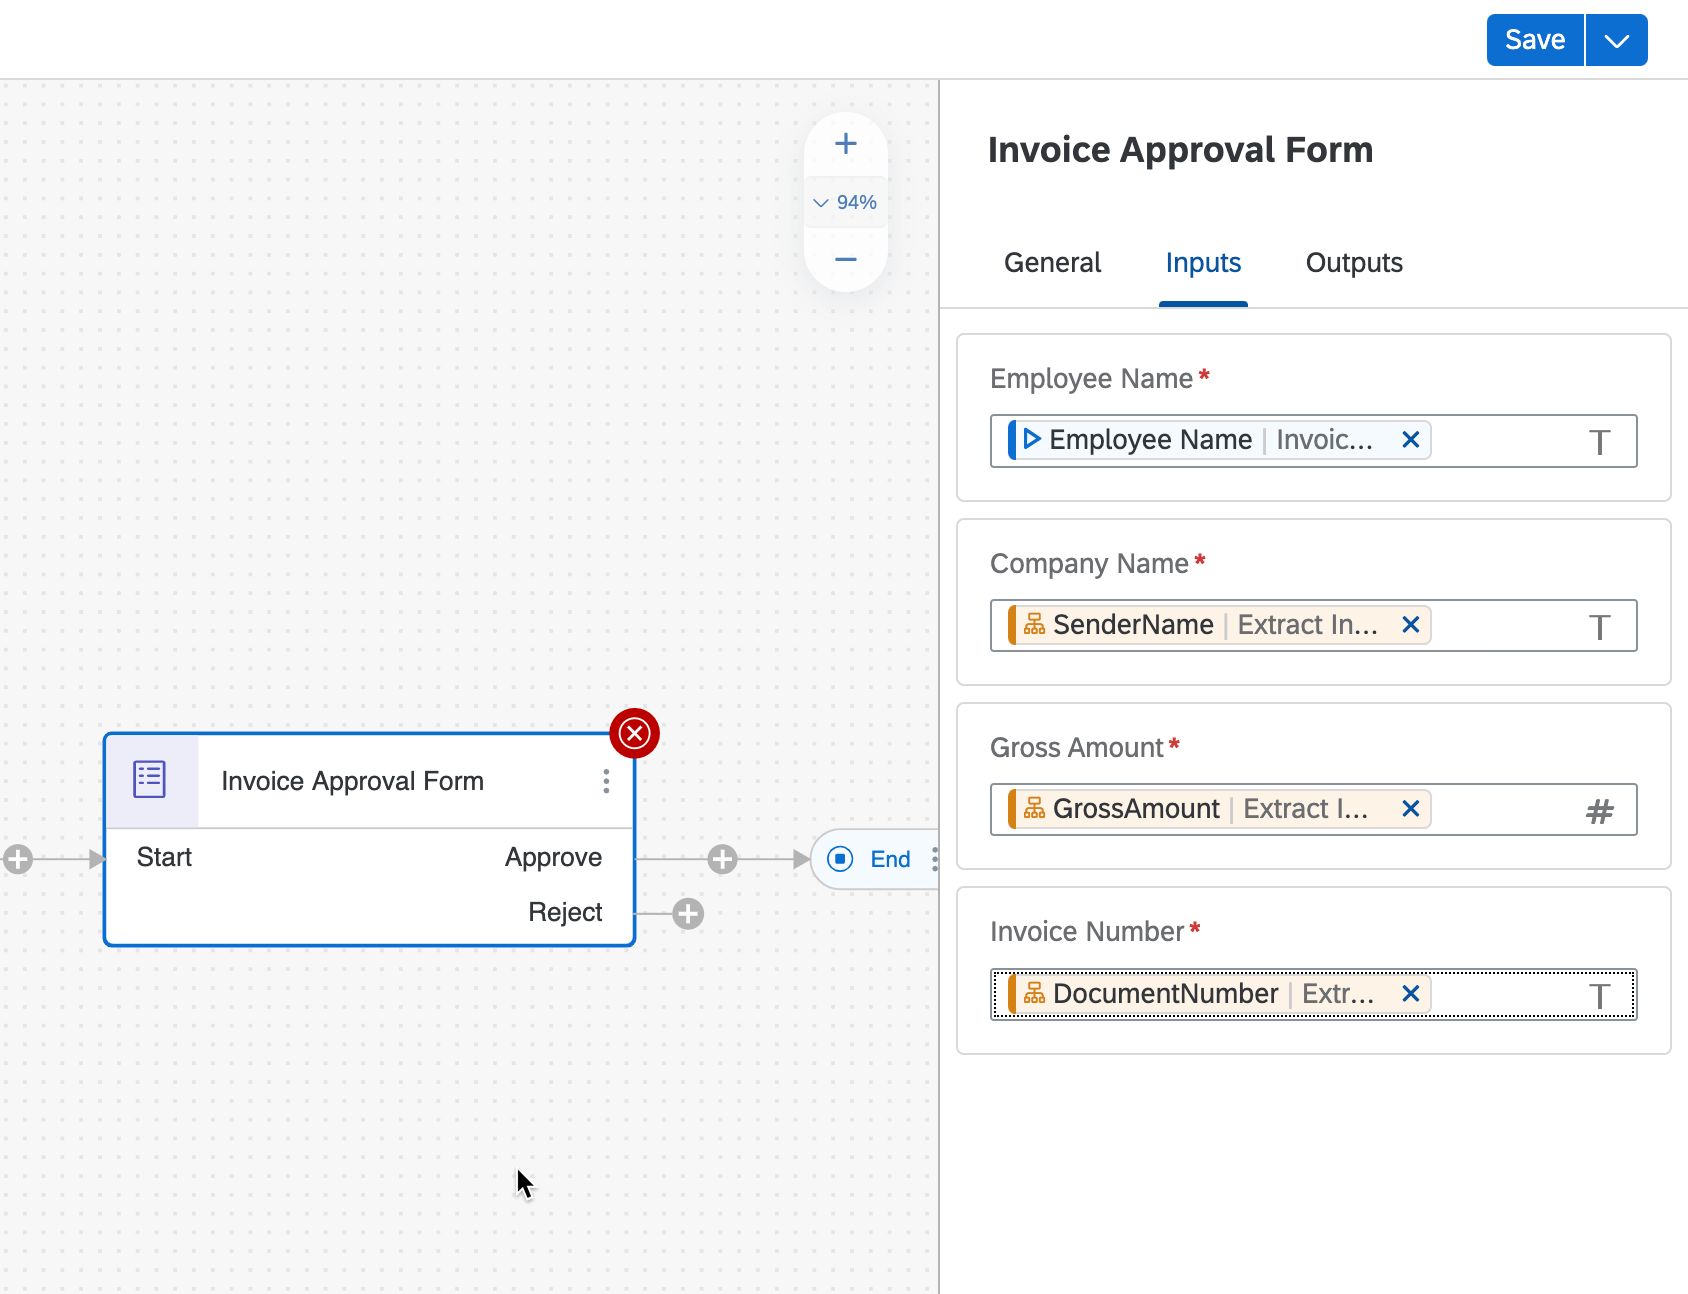 Save
94%
Invoice Approval Form
General Inputs Outputs
Employee Name*
Employee Name | Invoic...
T
Company Name*
SenderName | Extract In...
T
Gross Amount*
GrossAmount | Extract I...
#
Invoice Number*
DocumentNumber | Extr...
T
Invoice Approval Form
Start
Approve
Reject
End